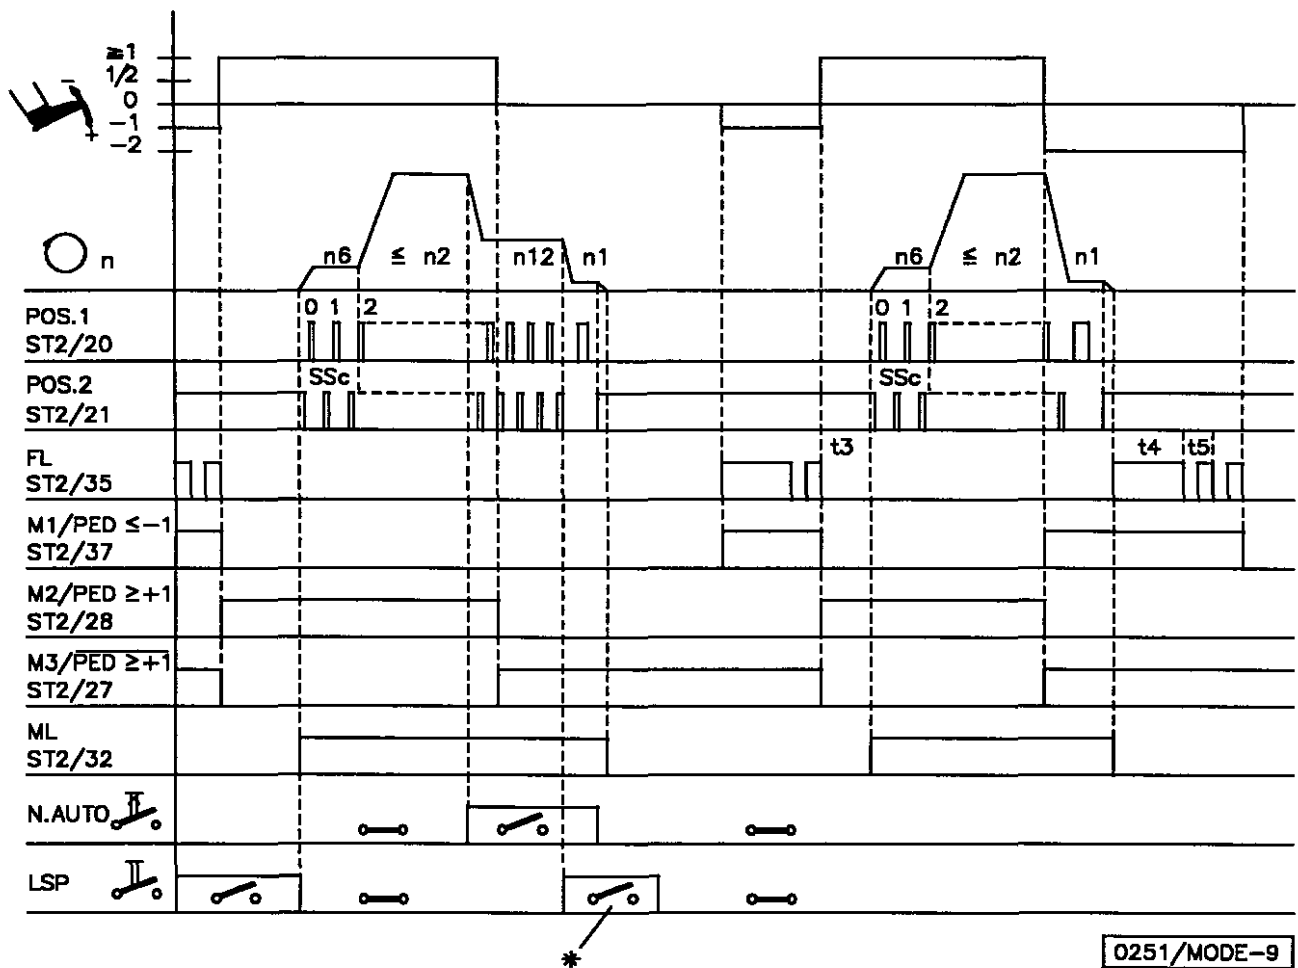 ≧1
1/2
0
-1
-2
-
+
n
n6 ≦ n2 n12 n1 n6 ≦ n2 n1
POS.1
ST2/20
0 1 2 0 1 2
POS.2
ST2/21
SSc SSc
FL
ST2/35
t3 t4 t5
M1/PED ≤-1
ST2/37
M2/PED ≥+1
ST2/28
M3/PED ≥+1
ST2/27
ML
ST2/32
N.AUTO
LSP
*
0251/MODE-9